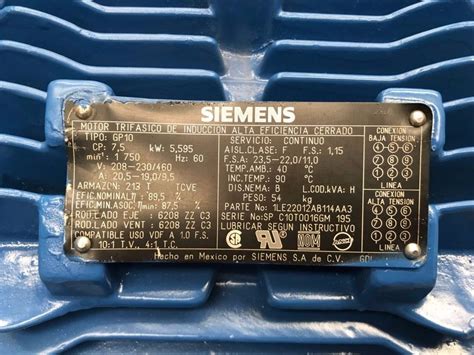 SIEMENS
MOTOR TRIFASICO DE INDUCCION ALTA EFICIENCIA CERRADO
TIPO: GP10 SERVICIO: CONTINUO
CP: 7,5 kW: 5,595 AISL.CLASE: F F.S.: 1,15
min⁻¹ 1 750 Hz: 60 F.S.A: 23,5-22,0/11,0
V: 208-230/460 TEMP.AMB: 40 °C
A: 20,5-19,0/9,5 INC.TEMP: 90 °C
ARMAZON: 213 T TCVE DIS.NEMA: B L.COD.kVA: H
EFIC.NOMINAL: 89,5 % PESO: 54 kg
EFIC.MIN.ASOC: 87,5 % No: 1LE22012AB114AA3
ROD.LADO EJE: 6208 ZZ C3 Serie No: SP C10T0016GM 195
ROD.LADO VENT: 6208 ZZ C3 LUBRICAR SEGUN INSTRUCTIVO
COMPATIBLE USO VDF A 1.0 F.S.
10:1 T.V., 4:1 T.C.
Hecho en Mexico por SIEMENS S.A de C.V. GDL
CONEXION
BAJA TENSION
CONEXION
ALTA TENSION
NOM